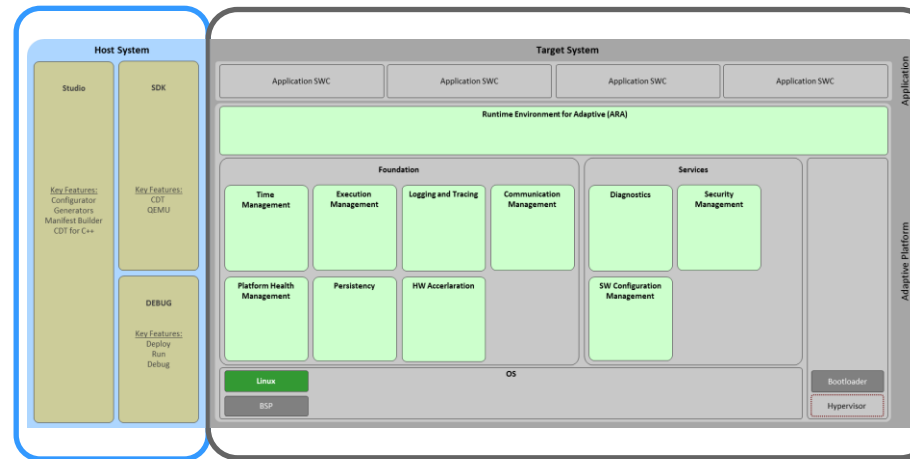 Host System
Studio
Key Features:
Configurator
Generators
Manifest Builder
CDT for C++
SDK
Key Features:
CDT
QEMU
DEBUG
Key Features:
Deploy
Run
Debug
Target System
Application SWC
Application SWC
Application SWC
Application SWC
Application
Runtime Environment for Adaptive (ARA)
Foundation
Time
Management
Execution
Management
Logging and Tracing
Communication
Management
Platform Health
Management
Persistency
HW Accerlaration
Services
Diagnostics
Security
Management
SW Configuration
Management
Adaptive Platform
OS
Linux
BSP
Bootloader
Hypervisor